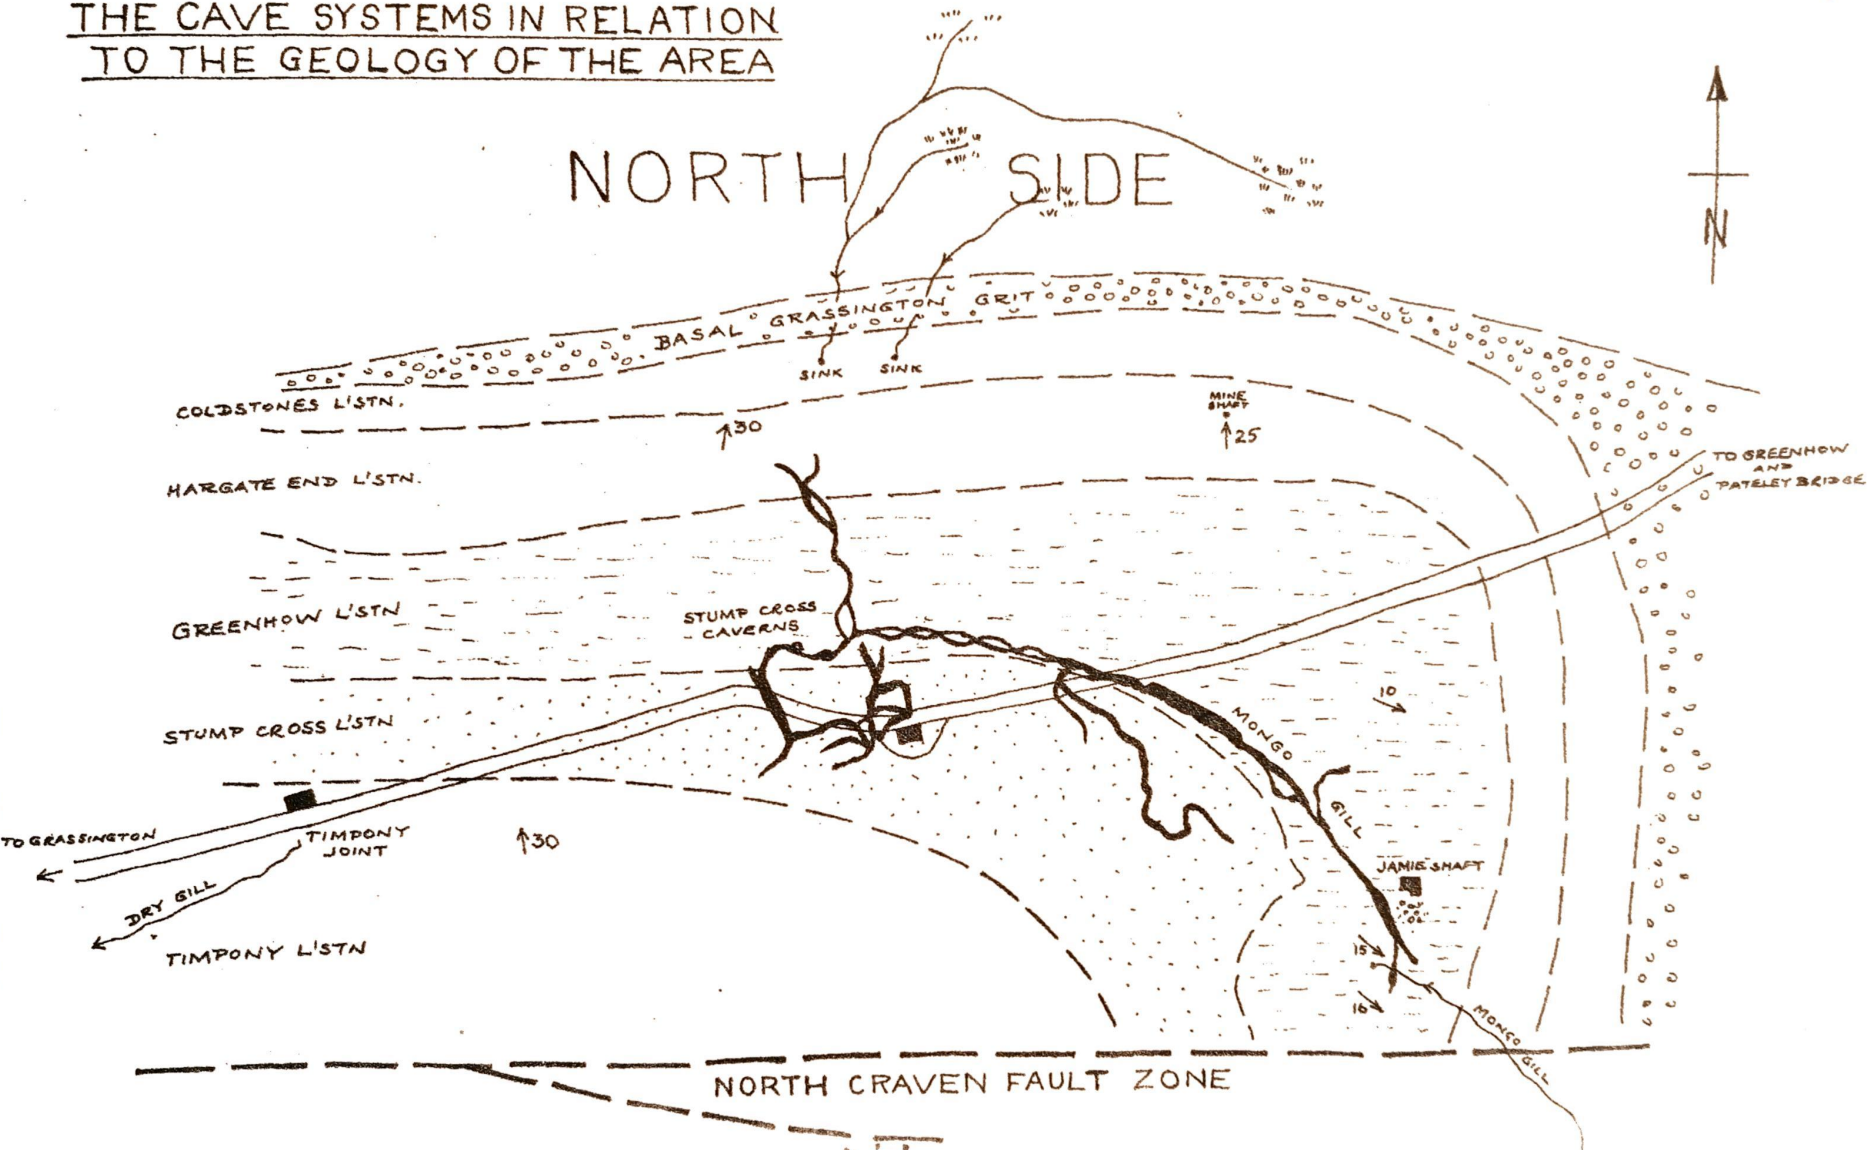 THE CAVE SYSTEMS IN RELATION
TO THE GEOLOGY OF THE AREA
NORTH SIDE
N
BASAL GRASSINGTON GRIT
SINK
SINK
COLDSTONES L'STN.
MINE
SHAFT
30
25
HARGATE END L'STN.
TO GREENHOW
AND
PATELEY BRIDGE
GREENHOW L'STN
STUMP CROSS
CAVERNS
STUMP CROSS L'STN
10
MONGO
GILL
TO GRASSINGTON
TIMPONY
JOINT
30
JAMIE SHAFT
DRY GILL
TIMPONY L'STN
15
16
MONGO GILL
NORTH CRAVEN FAULT ZONE